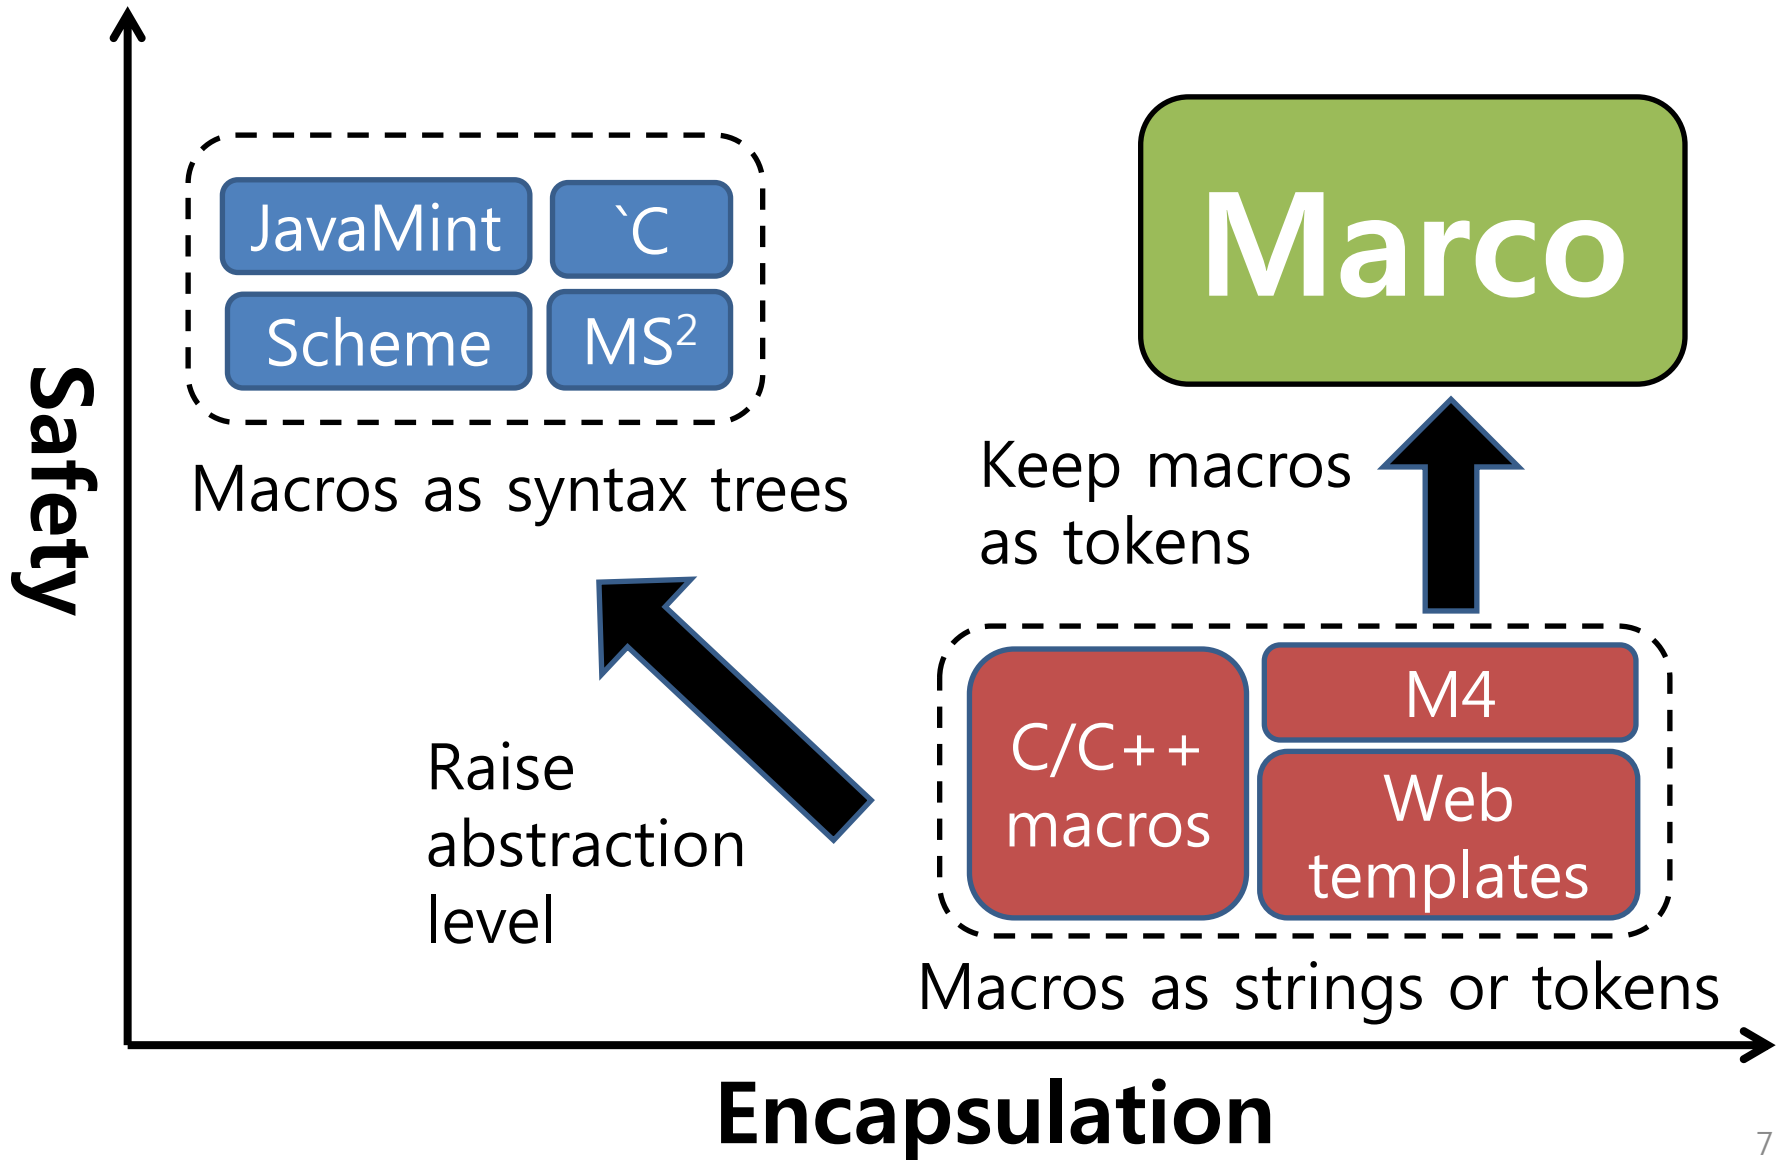 Safety
JavaMint
`C
Scheme
MS²
Macros as syntax trees
Marco
Keep macros
as tokens
Raise
abstraction
level
C/C++
macros
M4
Web
templates
Macros as strings or tokens
Encapsulation
7